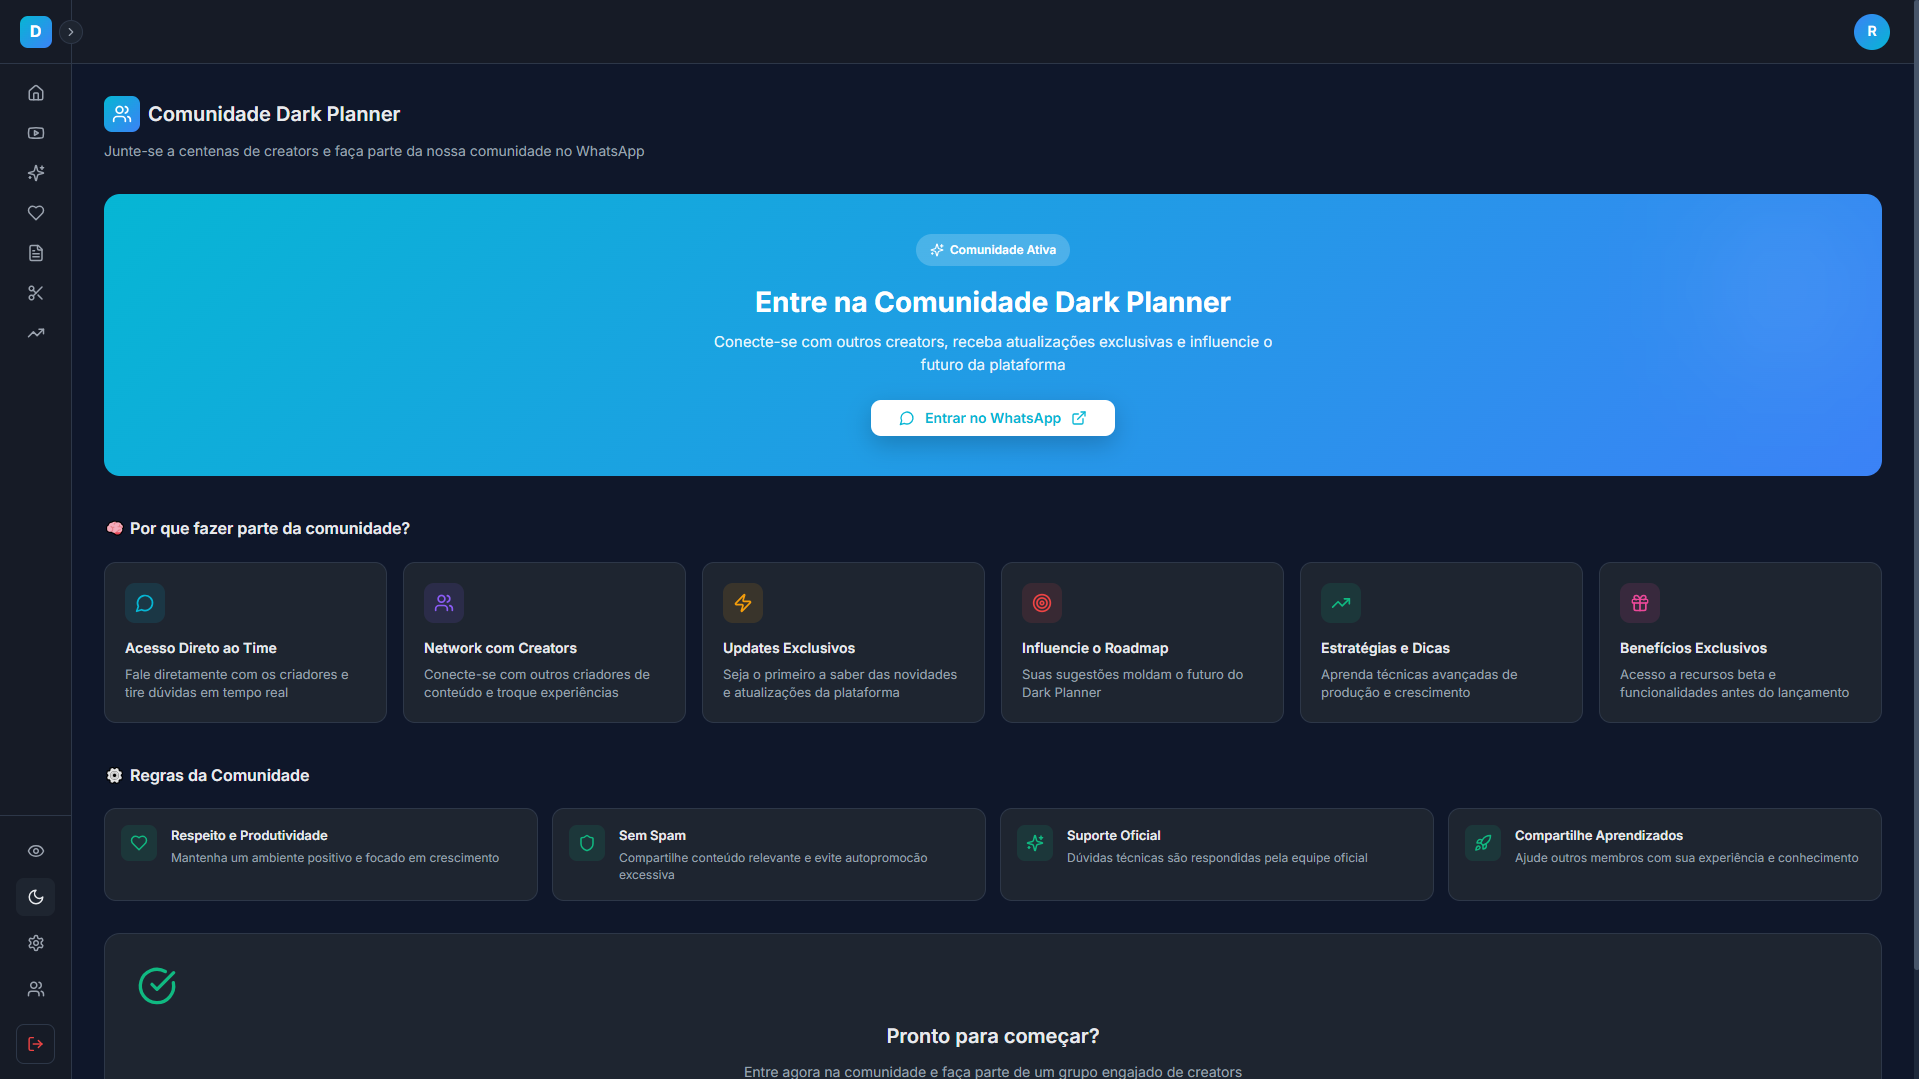 D
R
Comunidade Dark Planner
Junte-se a centenas de creators e faça parte da nossa comunidade no WhatsApp
Comunidade Ativa
Entre na Comunidade Dark Planner
Conecte-se com outros creators, receba atualizações exclusivas e influencie o
futuro da plataforma
Entrar no WhatsApp
🧠 Por que fazer parte da comunidade?
Acesso Direto ao Time
Fale diretamente com os criadores e
tire dúvidas em tempo real
Network com Creators
Conecte-se com outros criadores de
conteúdo e troque experiências
Updates Exclusivos
Seja o primeiro a saber das novidades
e atualizações da plataforma
Influencie o Roadmap
Suas sugestões moldam o futuro do
Dark Planner
Estratégias e Dicas
Aprenda técnicas avançadas de
produção e crescimento
Benefícios Exclusivos
Acesso a recursos beta e
funcionalidades antes do lançamento
⚙️ Regras da Comunidade
Respeito e Produtividade
Mantenha um ambiente positivo e focado em crescimento
Sem Spam
Compartilhe conteúdo relevante e evite autopromocão
excessiva
Suporte Oficial
Dúvidas técnicas são respondidas pela equipe oficial
Compartilhe Aprendizados
Ajude outros membros com sua experiência e conhecimento
Pronto para começar?
Entre agora na comunidade e faça parte de um grupo engajado de creators